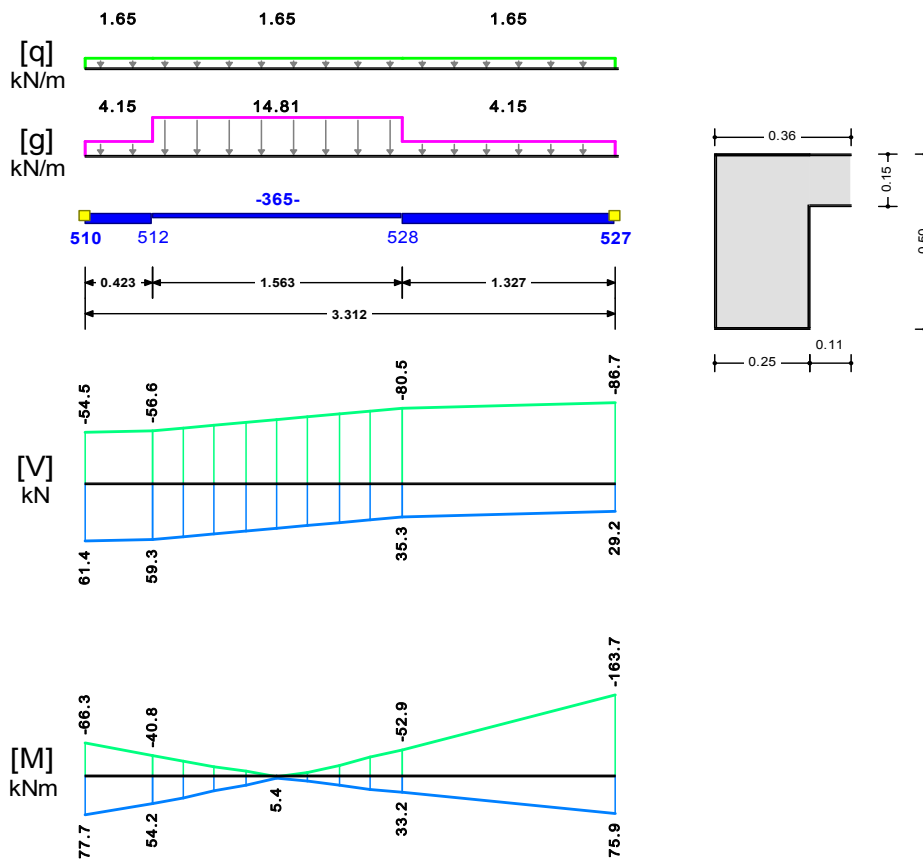 1.65 1.65 1.65
[q]
kN/m
4.15 14.81 4.15
[g]
kN/m
-365-
510 512 528 527
0.423 1.563 1.327
3.312
0.36
0.15
0.25 0.11
-54.5 -56.6 -80.5 -86.7
[V]
kN
61.4 59.3 35.3 29.2
-66.3 -40.8 -52.9 -163.7
[M]
kNm
77.7 54.2 5.4 33.2 75.9